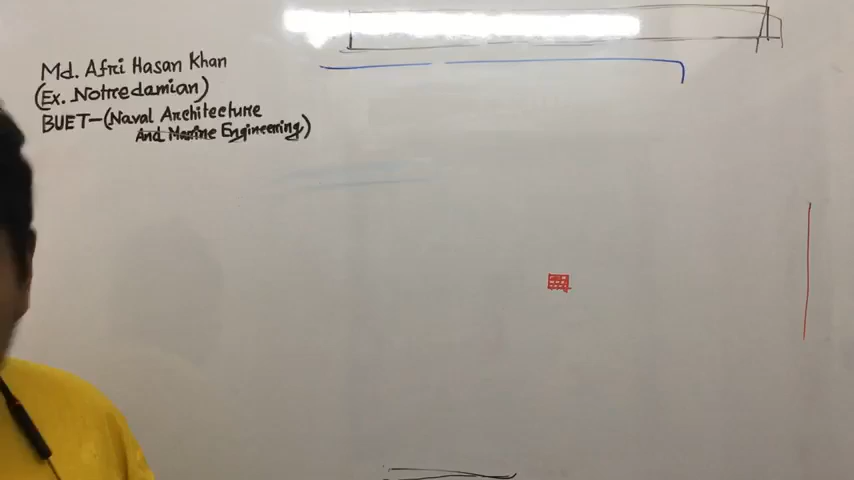 Md. Afri Hasan Khan
(Ex. Notredamian)
BUET-(Naval Architecture
And Marine Engineering)